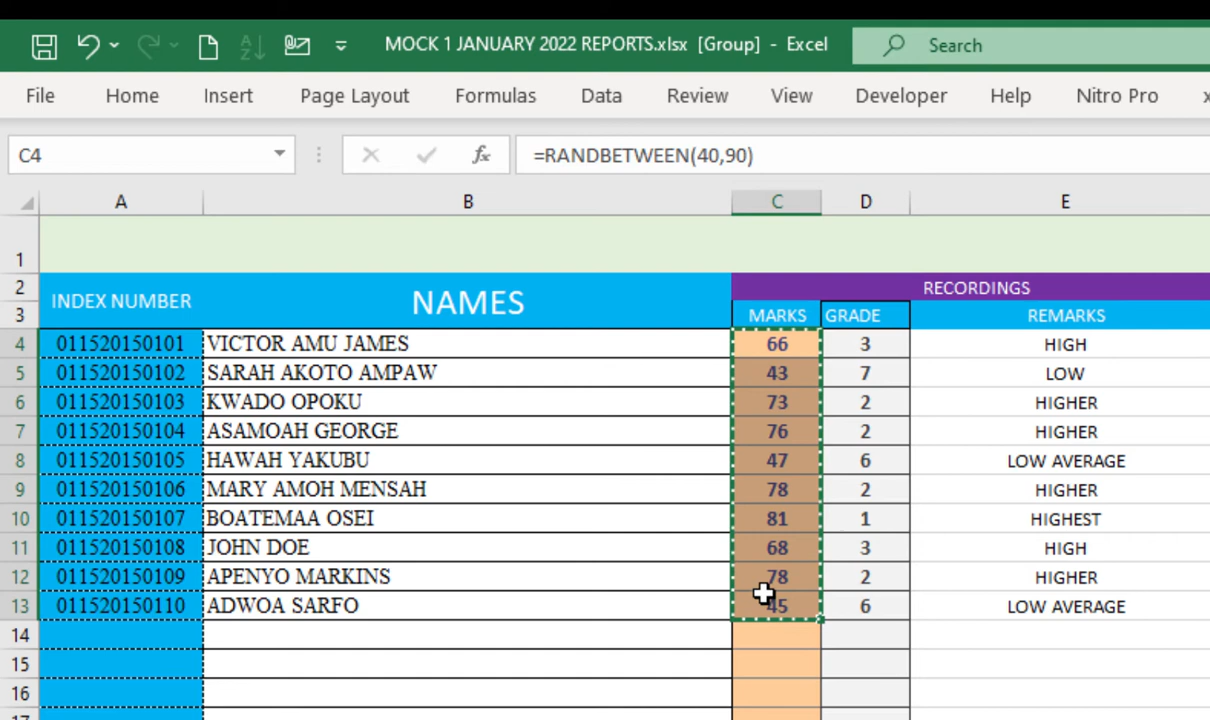 MOCK 1 JANUARY 2022 REPORTS.xlsx [Group] - Excel
Search
File Home Insert Page Layout Formulas Data Review View Developer Help Nitro Pro
C4 fx =RANDBETWEEN(40,90)
A B C D E
1
2 RECORDINGS
INDEX NUMBER NAMES
3 MARKS GRADE REMARKS
4 011520150101 VICTOR AMU JAMES 66 3 HIGH
5 011520150102 SARAH AKOTO AMPAW 43 7 LOW
6 011520150103 KWADO OPOKU 73 2 HIGHER
7 011520150104 ASAMOAH GEORGE 76 2 HIGHER
8 011520150105 HAWAH YAKUBU 47 6 LOW AVERAGE
9 011520150106 MARY AMOH MENSAH 78 2 HIGHER
10 011520150107 BOATEMAA OSEI 81 1 HIGHEST
11 011520150108 JOHN DOE 68 3 HIGH
12 011520150109 APENYO MARKINS 78 2 HIGHER
13 011520150110 ADWOA SARFO 45 6 LOW AVERAGE
14
15
16